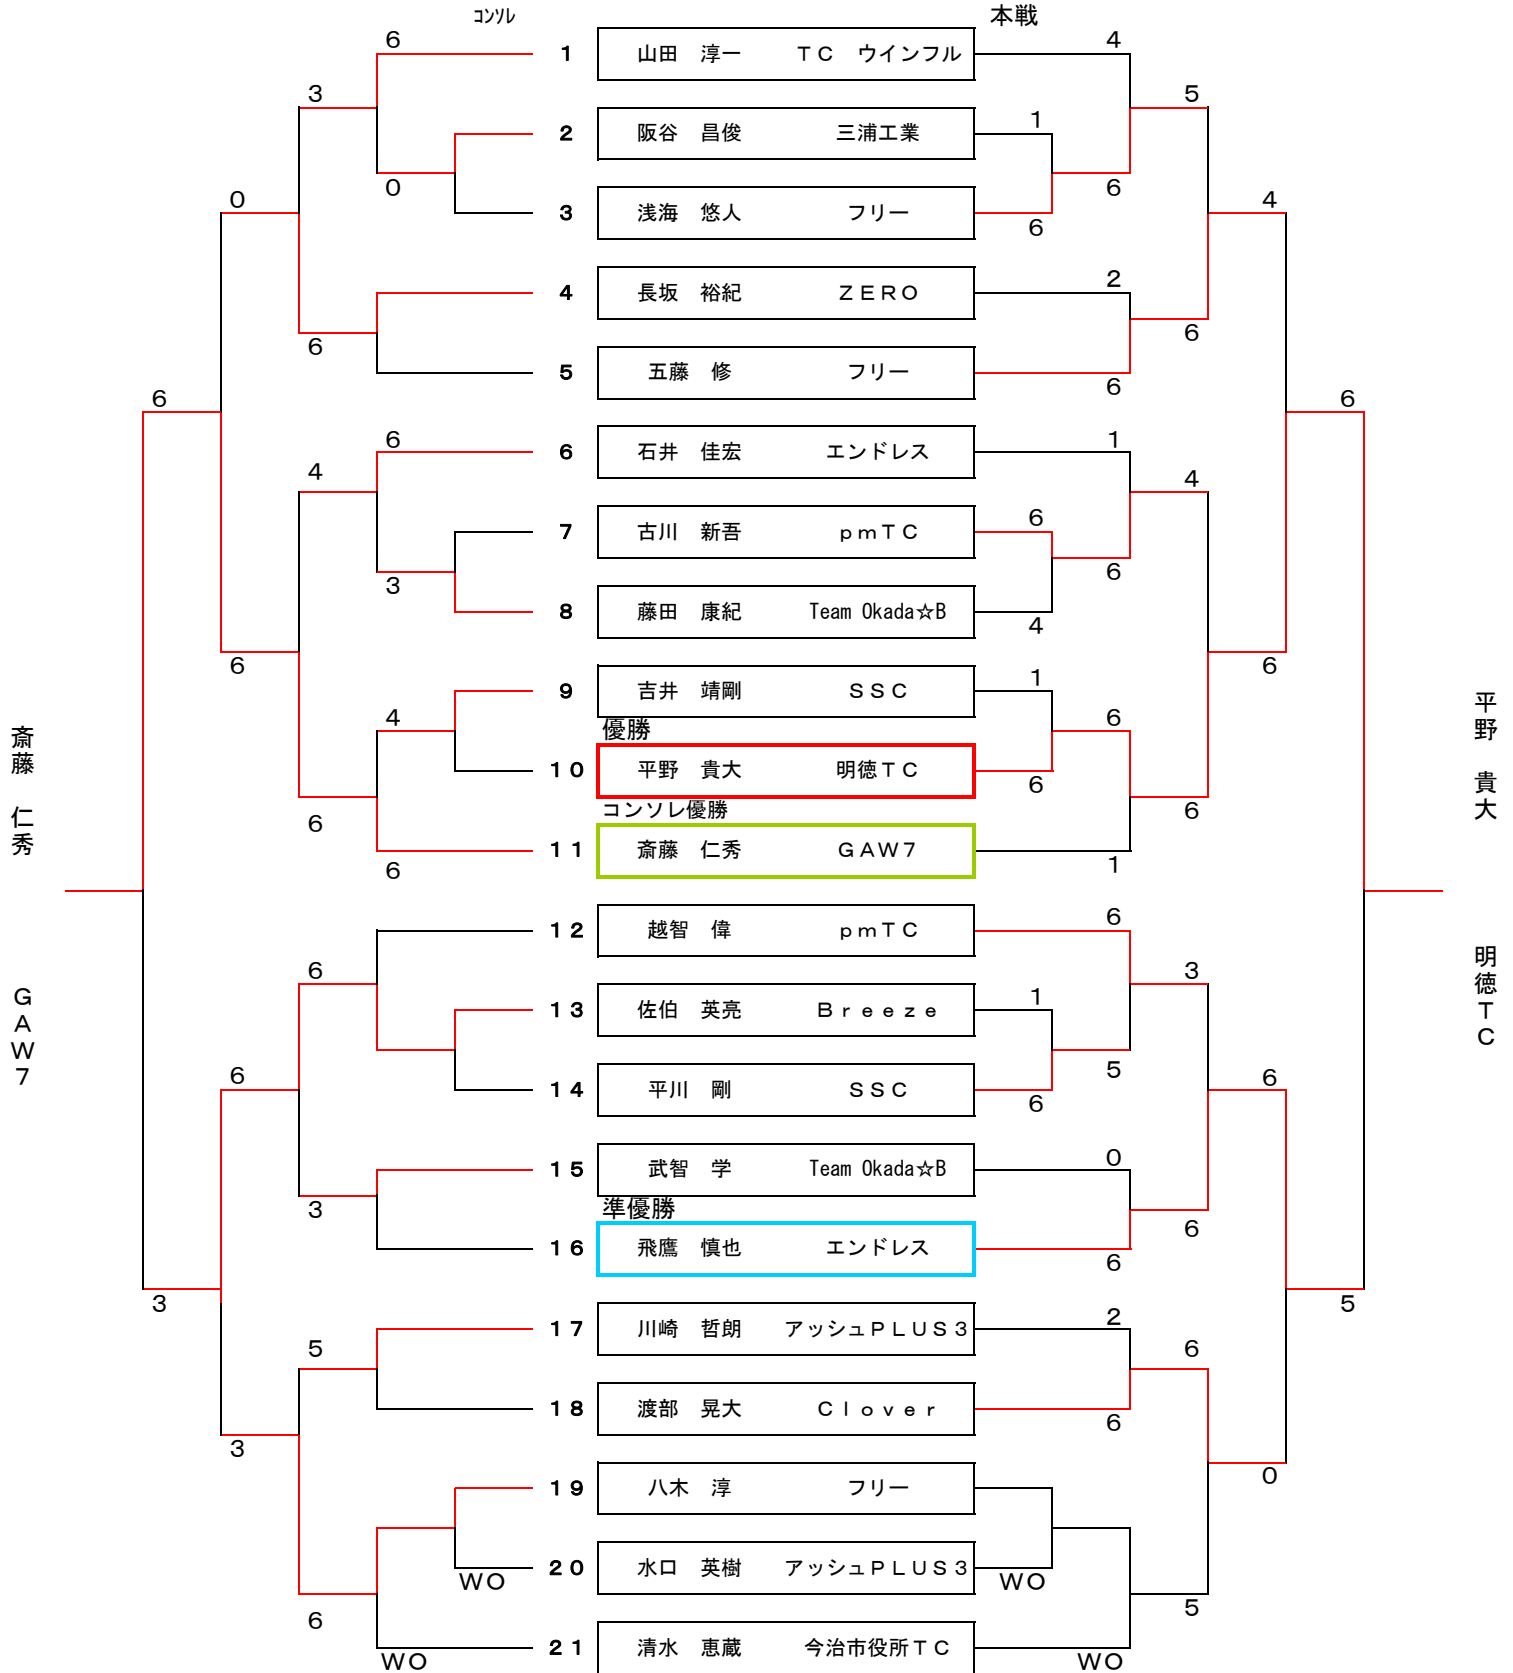 コンソレ 本戦
6 1 山田 淳一 TC ウインフル 4
3 5
2 阪谷 昌俊 三浦工業 1
0 6
0 3 浅海 悠人 フリー 6 4
4 長坂 裕紀 ZERO 2
6 6
5 五藤 修 フリー 6
6 6
6 6 石井 佳宏 エンドレス 1
4 4
7 古川 新吾 pmTC 6
3 6
8 藤田 康紀 Team Okada☆B 4
6 6
9 吉井 靖剛 SSC 1
4 6
優勝
10 平野 貴大 明徳TC 6
コンソレ優勝
6 6
11 斎藤 仁秀 GAW7
6 1
斎藤 仁秀 GAW7
平野 貴大 明徳TC
12 越智 偉 pmTC 6
6 3
13 佐伯 英亮 Breeze 1
6 5 6
14 平川 剛 SSC 6
15 武智 学 Team Okada☆B 0
3 準優勝 6
16 飛鷹 慎也 エンドレス 6
3 5
17 川崎 哲朗 アッシュPLUS3 2
5 6
18 渡部 晃大 Clover 6
3 0
19 八木 淳 フリー
20 水口 英樹 アッシュPLUS3
WO WO
6 5
21 清水 恵蔵 今治市役所TC
WO WO